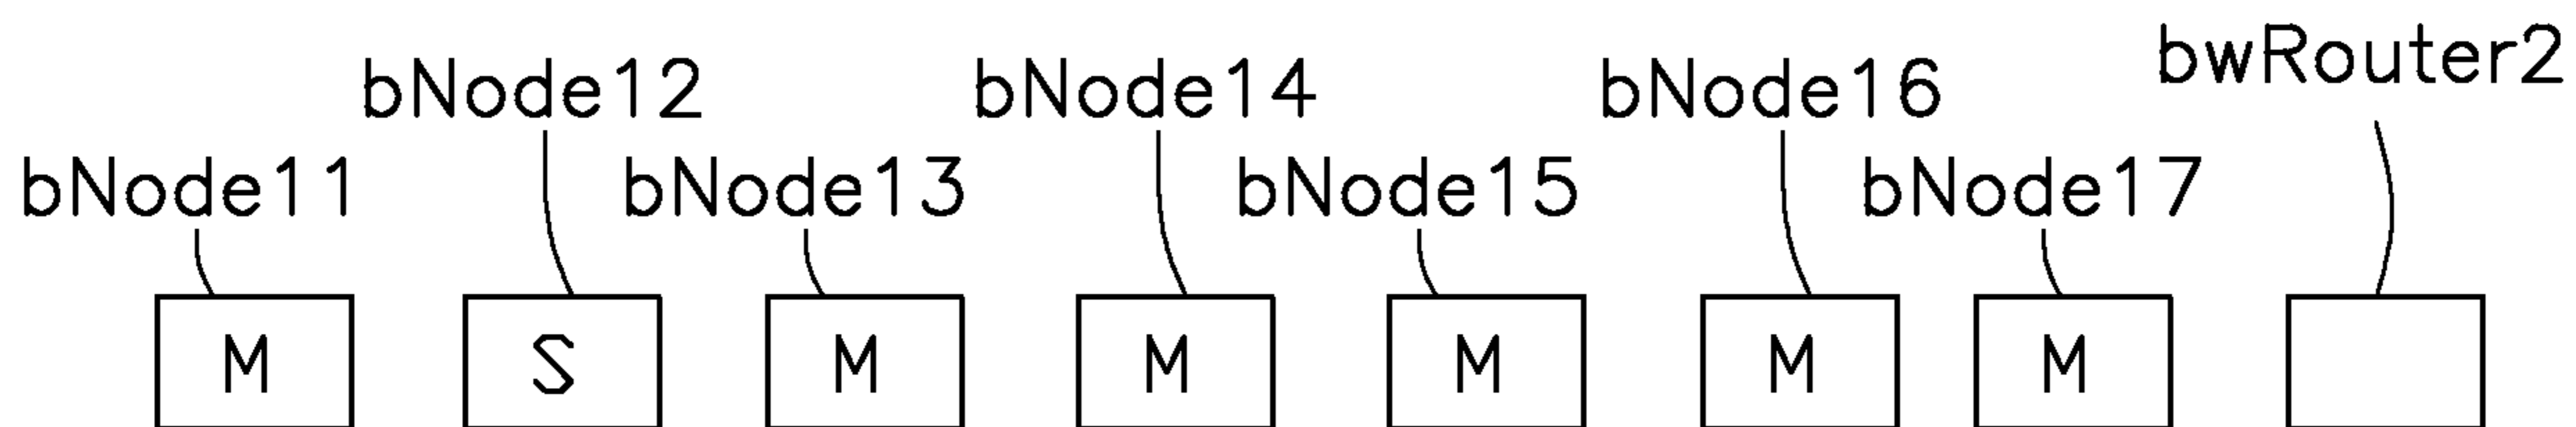 bwRouter2
bNode12 bNode14 bNode16
bNode11 bNode13 bNode15 bNode17
M S M M M M M